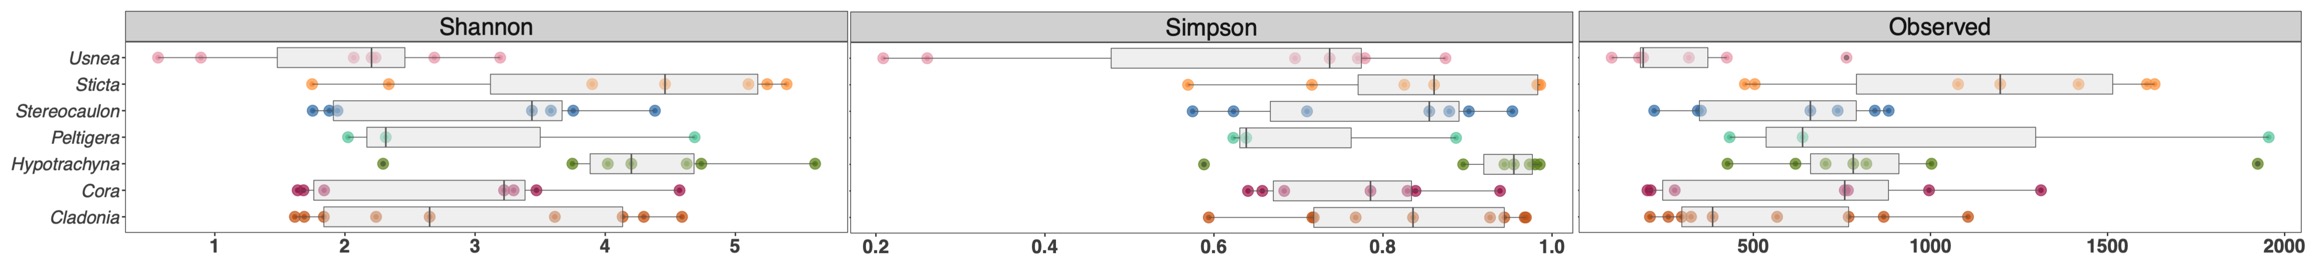 Shannon Simpson Observed
Usnea
Sticta
Stereocaulon
Peltigera
Hypotrachyna
Cora
Cladonia
1 2 3 4 5 0.2 0.4 0.6 0.8 1.0 500 1000 1500 2000